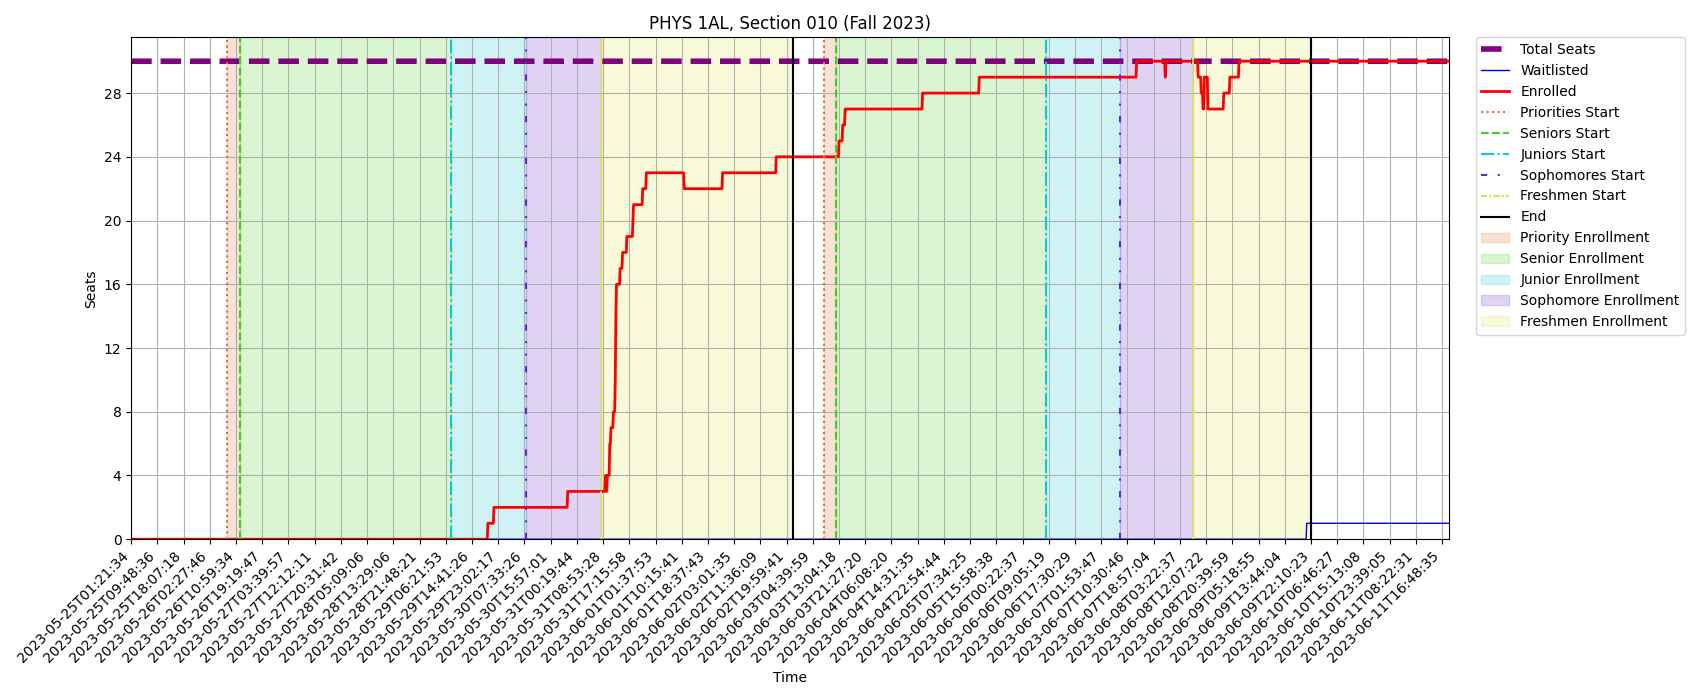 PHYS 1AL, Section 010 (Fall 2023)
Total Seats
Waitlisted
Enrolled
Priorities Start
Seniors Start
Juniors Start
Sophomores Start
Freshmen Start
End
Priority Enrollment
Senior Enrollment
Junior Enrollment
Sophomore Enrollment
Freshmen Enrollment
Seats
28
24
20
16
12
8
4
0
2023-05-25T01:21:34
2023-05-25T09:48:36
2023-05-25T18:07:18
2023-05-26T02:27:46
2023-05-26T10:59:34
2023-05-26T19:19:47
2023-05-27T03:39:57
2023-05-27T12:12:11
2023-05-27T20:31:42
2023-05-28T05:09:06
2023-05-28T13:29:06
2023-05-28T21:48:21
2023-05-29T06:21:53
2023-05-29T14:41:26
2023-05-29T23:02:17
2023-05-30T07:33:26
2023-05-30T15:57:01
2023-05-31T00:19:44
2023-05-31T08:53:28
2023-05-31T17:15:58
2023-06-01T01:37:53
2023-06-01T10:15:41
2023-06-01T18:37:43
2023-06-02T03:01:35
2023-06-02T11:36:09
2023-06-02T19:59:41
2023-06-03T04:39:59
2023-06-03T13:04:18
2023-06-03T21:27:20
2023-06-04T06:08:20
2023-06-04T14:31:35
2023-06-04T22:54:44
2023-06-05T07:34:25
2023-06-05T15:58:38
2023-06-06T00:22:37
2023-06-06T09:05:19
2023-06-06T17:30:29
2023-06-07T01:53:47
2023-06-07T10:30:46
2023-06-07T18:57:04
2023-06-08T03:22:37
2023-06-08T12:07:22
2023-06-08T20:39:59
2023-06-09T05:18:55
2023-06-09T13:44:04
2023-06-09T22:10:23
2023-06-10T06:46:27
2023-06-10T15:13:08
2023-06-10T23:39:05
2023-06-11T08:22:31
2023-06-11T16:48:35
Time